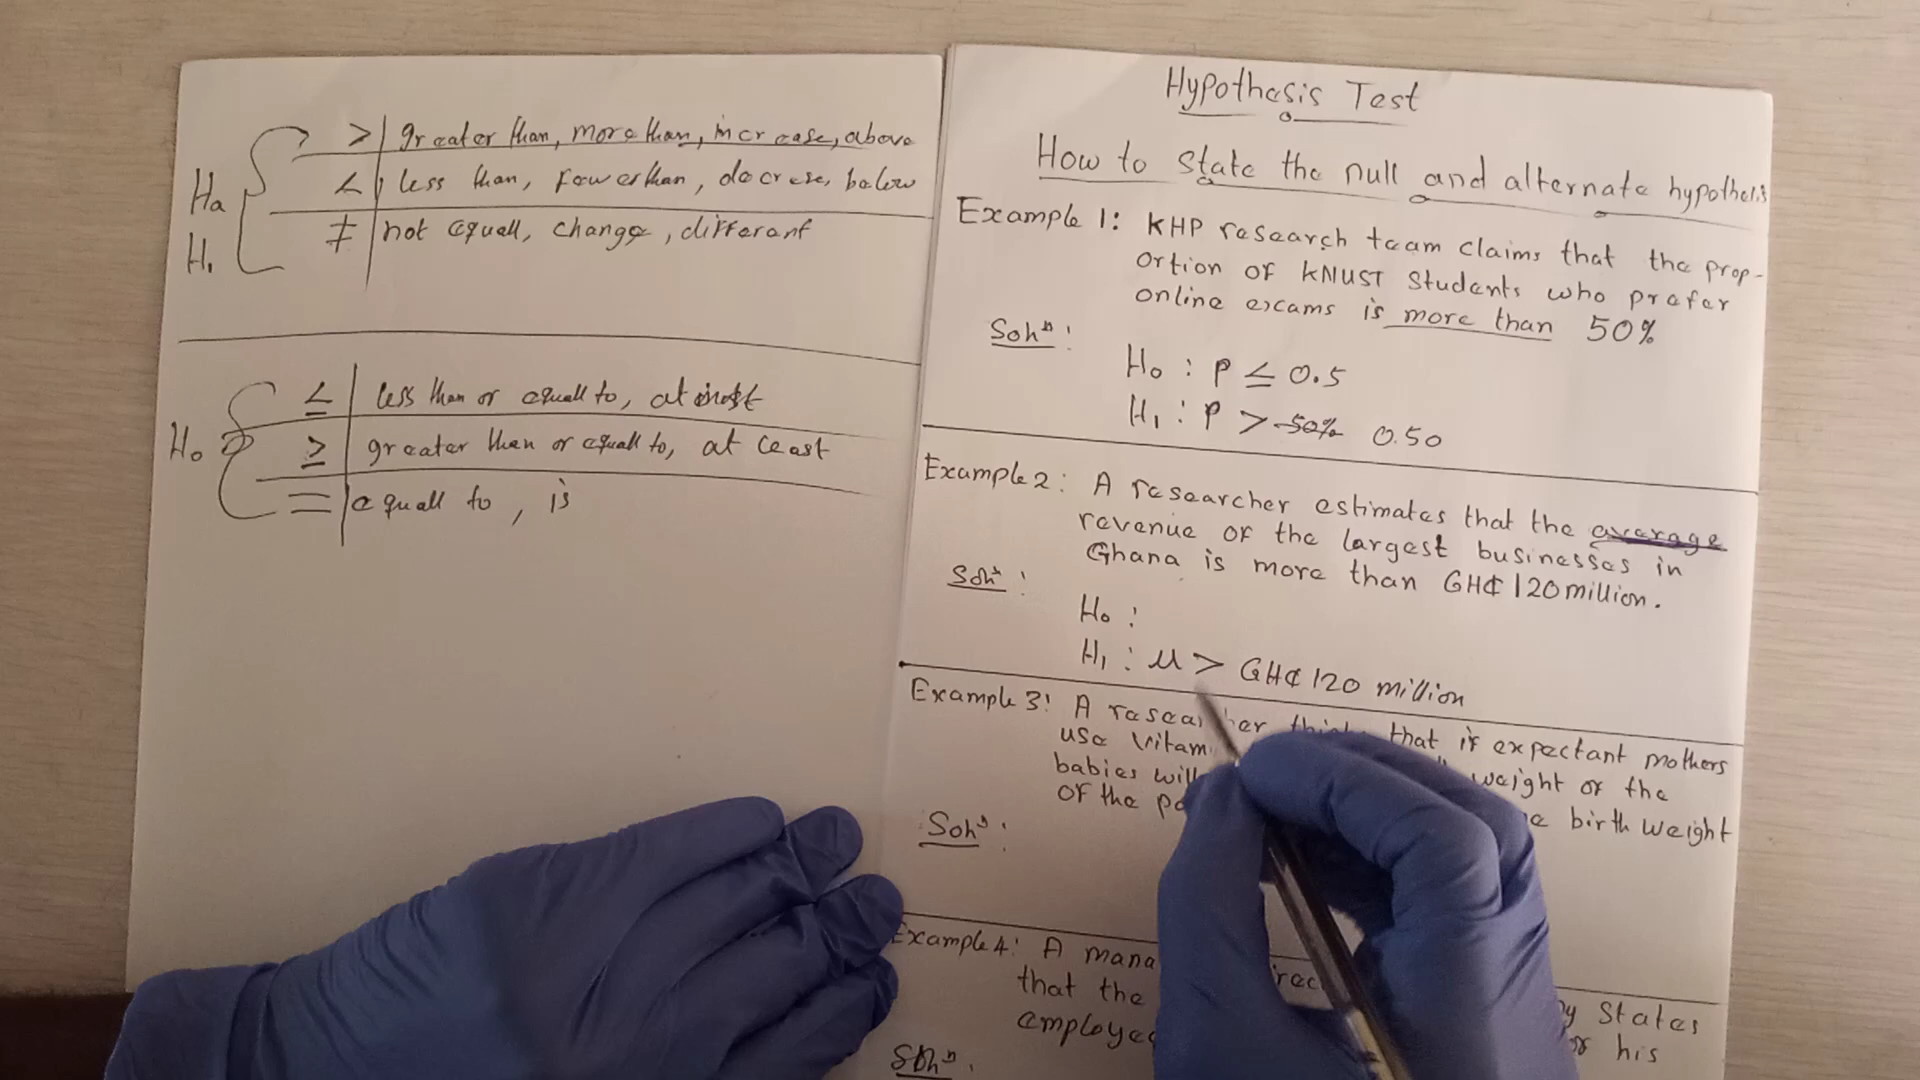 > greater than, more than, increase, above
< less than, fewer than, decrese, below
Ha
≠ not equall, change, different
H₁
≤ less than or equall to, at most
H₀ ≥ greater than or equall to, at least
= equall to, is
Hypothesis Test
How to state the null and alternate hypothesis
Example 1: KHP research team claims that the prop-
ortion of KNUST Students who prefer
online exams is more than 50%
Solⁿ:
H₀ : P ≤ 0.5
H₁ : P > 50% 0.50
Example 2: A researcher estimates that the average
revenue of the largest businesses in
Ghana is more than GH₵ 120 million.
Solⁿ:
H₀ :
H₁ : μ > GH₵ 120 million
Example 3: A researcher thinks that if expectant mothers
use Vitam weight of the
babies will birth weight
of the
Solⁿ:
Example 4: A mana States
that the his
employee
Solⁿ.